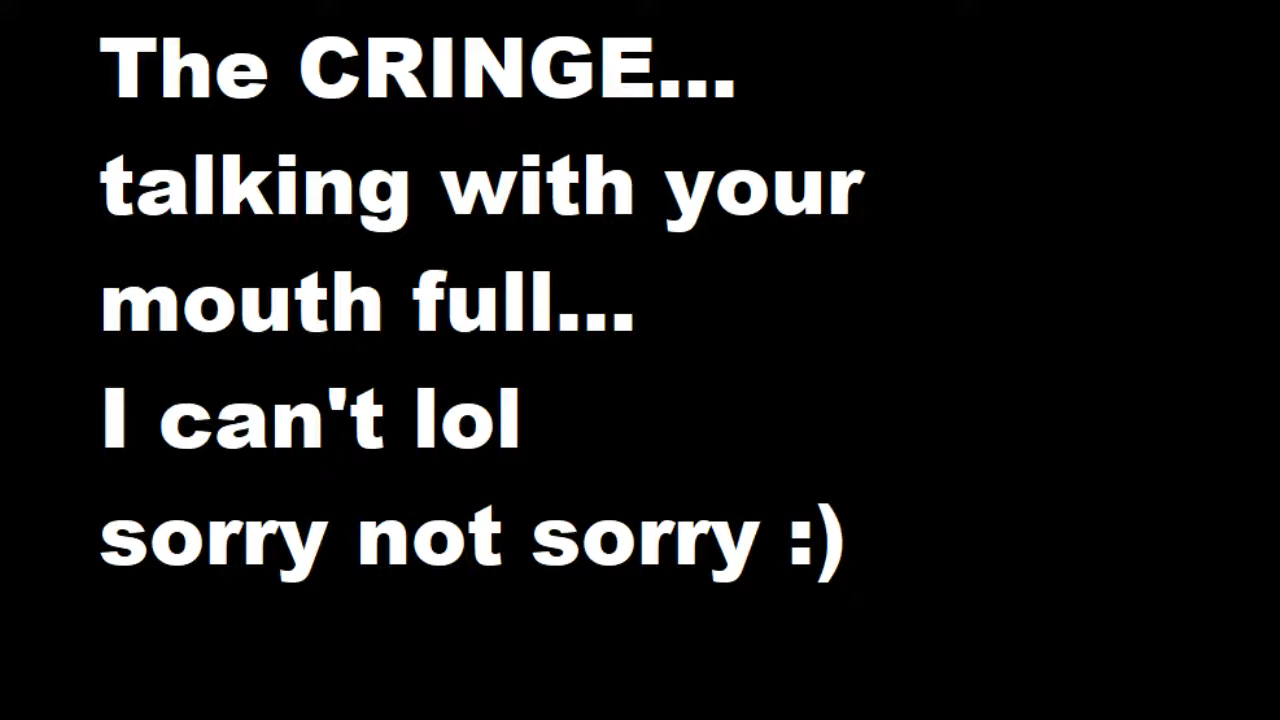 The CRINGE...
talking with your
mouth full...
I can't lol
sorry not sorry :)